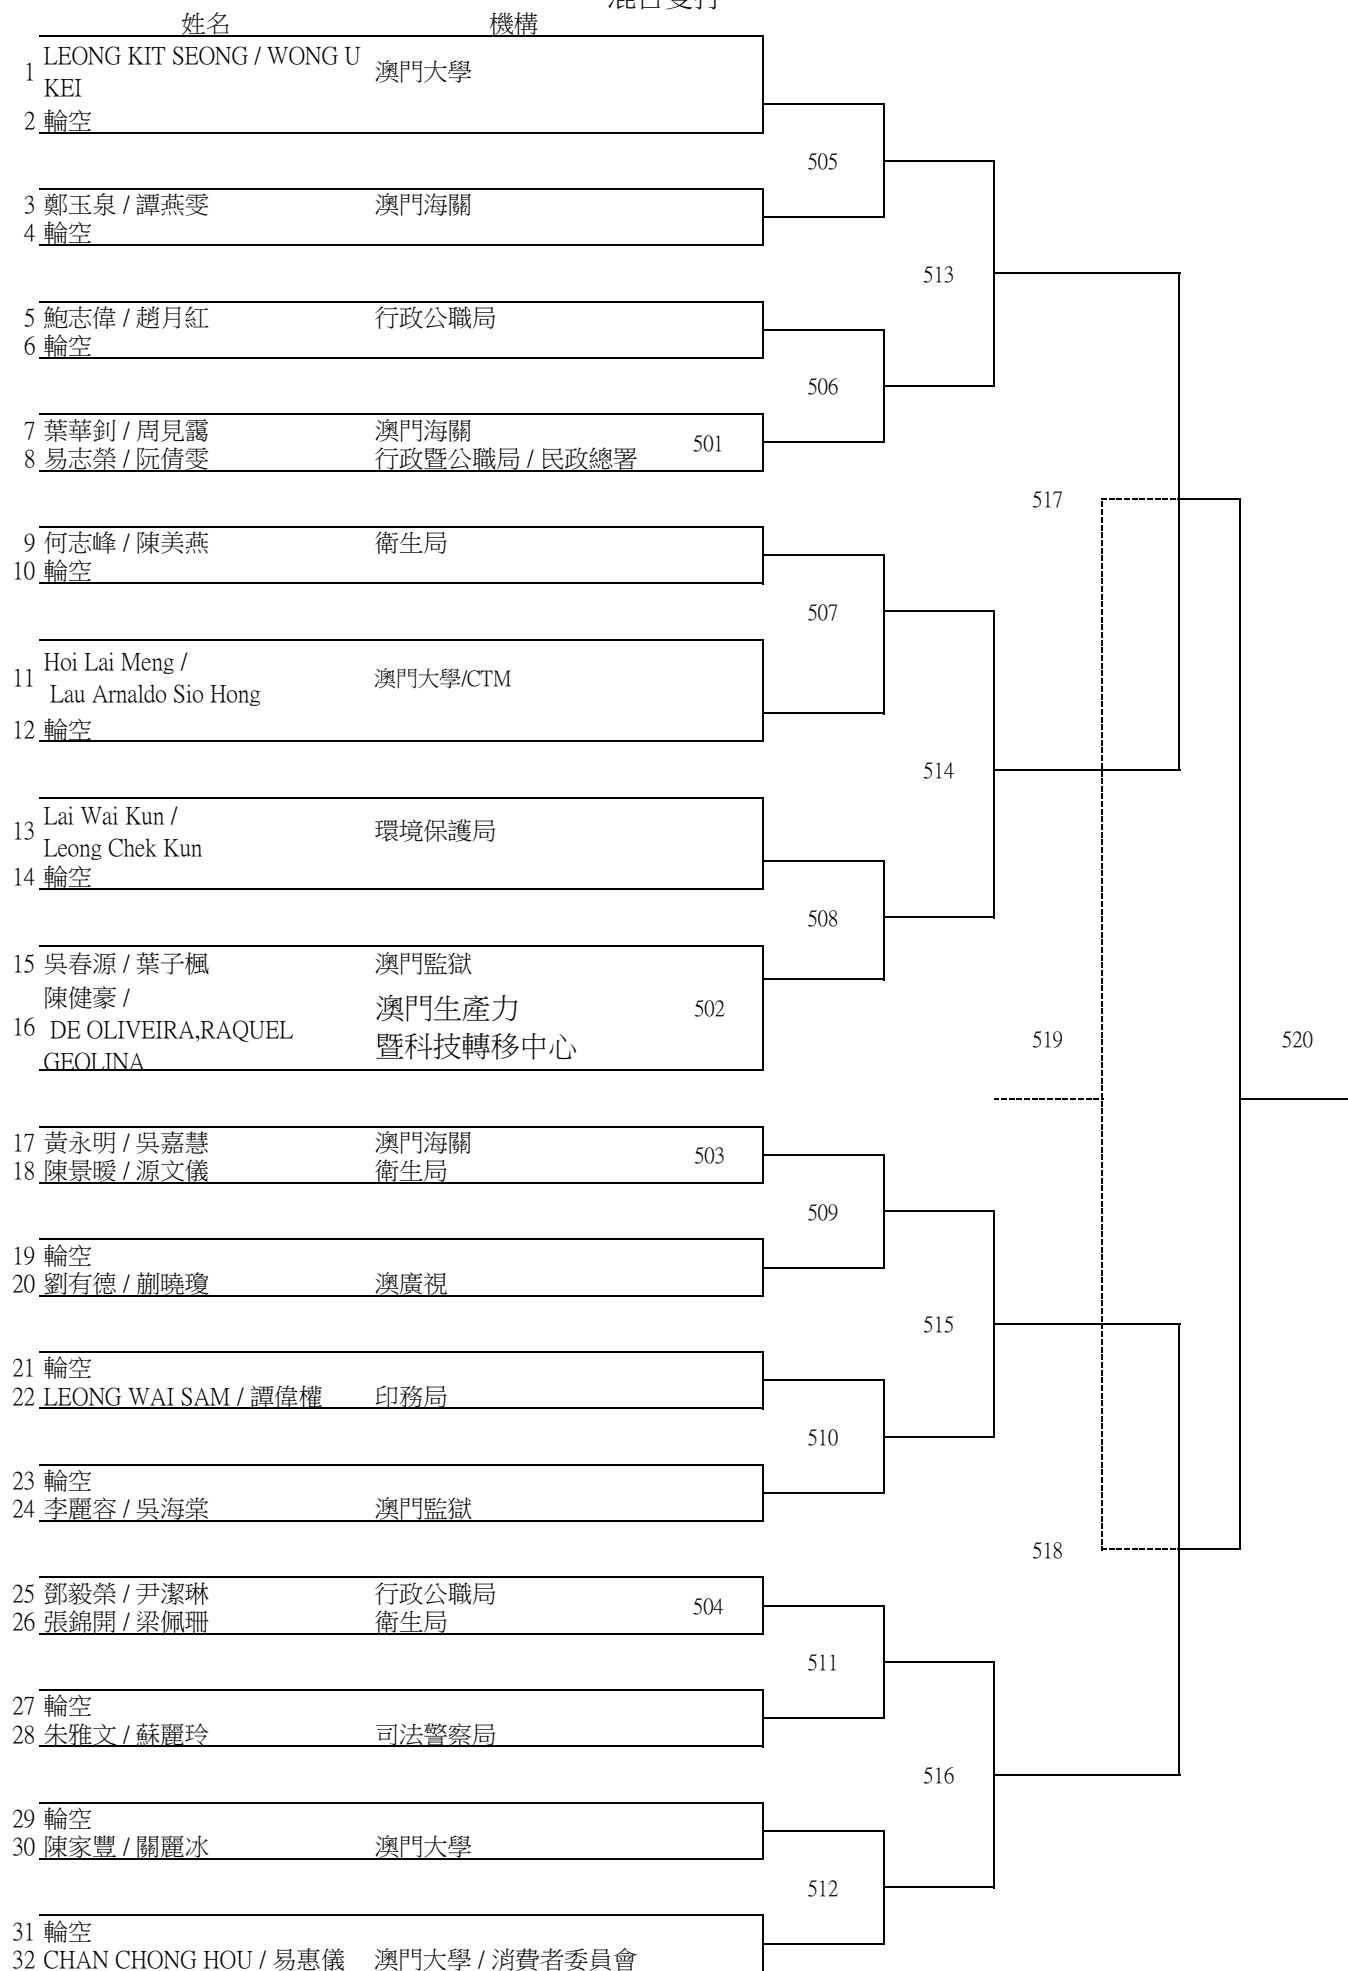 姓名 機構
LEONG KIT SEONG / WONG U
1 澳門大學
KEI
2 輪空
505
3 鄭玉泉 / 譚燕雯 澳門海關
4 輪空
513
5 鮑志偉 / 趙月紅 行政公職局
6 輪空
506
7 葉華釗 / 周見靄 澳門海關
501
8 易志榮 / 阮倩雯 行政暨公職局 / 民政總署
517
9 何志峰 / 陳美燕 衛生局
10 輪空
507
Hoi Lai Meng /
11 澳門大學/CTM
Lau Arnaldo Sio Hong
12 輪空
514
Lai Wai Kun /
13 環境保護局
Leong Chek Kun
14 輪空
508
15 吳春源 / 葉子楓 澳門監獄
陳健豪 /
澳門生產力 502
16 DE OLIVEIRA,RAQUEL
暨科技轉移中心
GEOLINA
519 520
17 黃永明 / 吳嘉慧 澳門海關
503
18 陳景暖 / 源文儀 衛生局
509
19 輪空
20 劉有德 / 蒯曉瓊 澳廣視
515
21 輪空
22 LEONG WAI SAM / 譚偉權 印務局
510
23 輪空
24 李麗容 / 吳海棠 澳門監獄
518
25 鄧毅榮 / 尹潔琳 行政公職局
504
26 張錦開 / 梁佩珊 衛生局
511
27 輪空
28 朱雅文 / 蘇麗玲 司法警察局
516
29 輪空
30 陳家豐 / 關麗冰 澳門大學
512
31 輪空
32 CHAN CHONG HOU / 易惠儀 澳門大學 / 消費者委員會